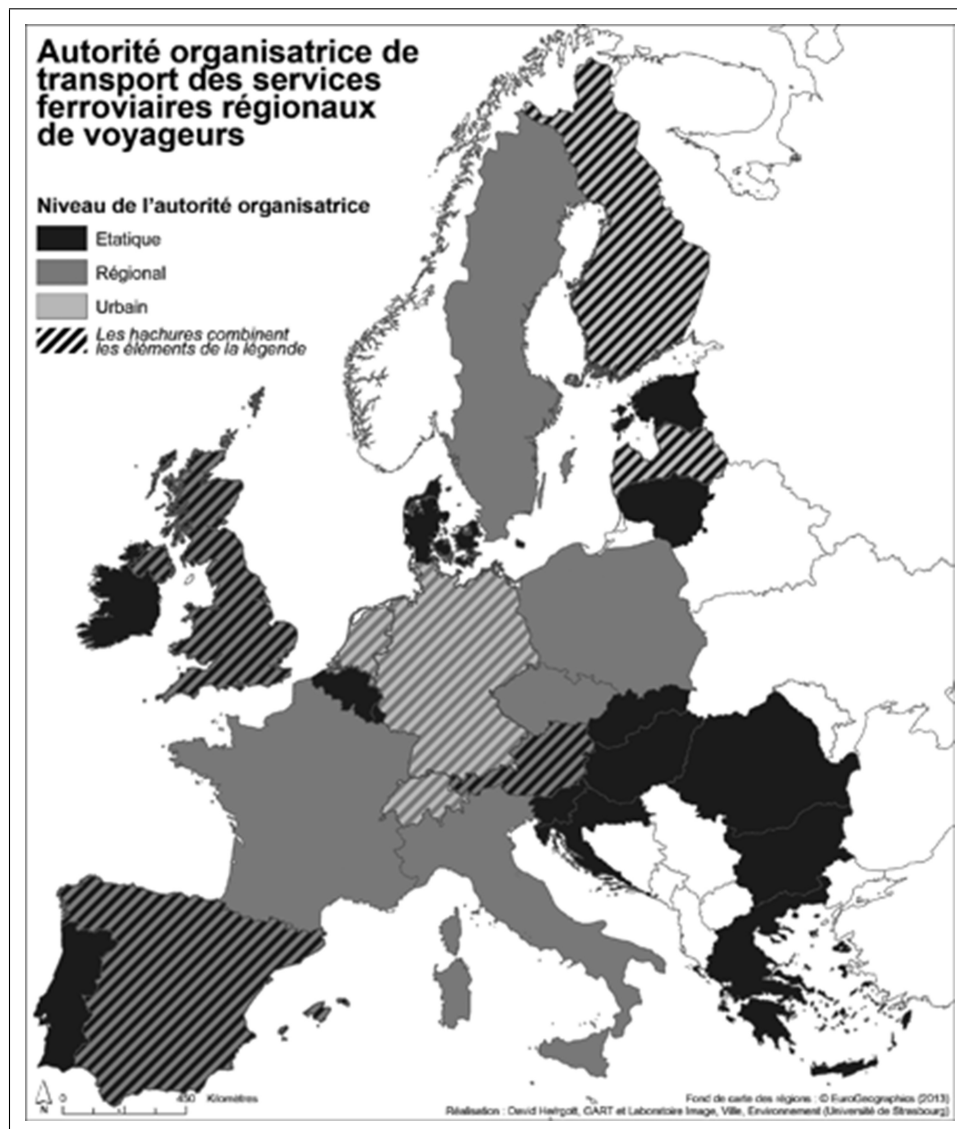 Autorité organisatrice de
transport des services
ferroviaires régionaux
de voyageurs
Niveau de l'autorité organisatrice
Etatique
Régional
Urbain
Les hachures combinent
les éléments de la légende
N
0
450 Kilomètres
Fond de carte des régions : © EuroGeographics (2013)
Réalisation : David Herrgott, GART et Laboratoire Image, Ville, Environnement (Université de Strasbourg)